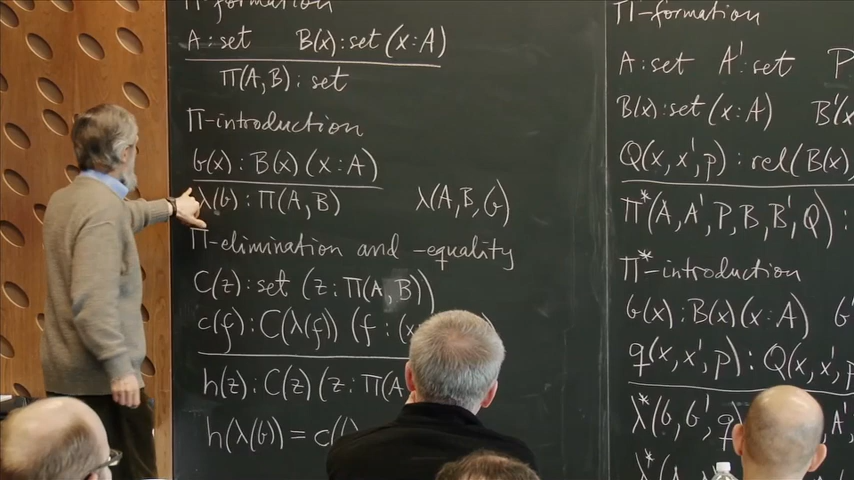 Π-formation
A : set B(x) : set (x : A)
Π(A, B) : set
Π-introduction
b(x) : B(x) (x : A)
λ(b) : Π(A, B) λ(A, B, b)
Π-elimination and -equality
C(z) : set (z : Π(A, B))
c(f) : C(λ(f)) (f : (x
h(z) : C(z) (z : Π(A
h(λ(b)) = c(
Π*-formation
A : set A' : set P
B(x) : set (x : A) B'(x
Q(x, x', p) : rel(B(x)
Π*(A, A', P, B, B', Q) :
Π*-introduction
b(x) : B(x) (x : A) b'
q(x, x', p) : Q(x, x', p
λ*(b, b', q) A',
λ*(A